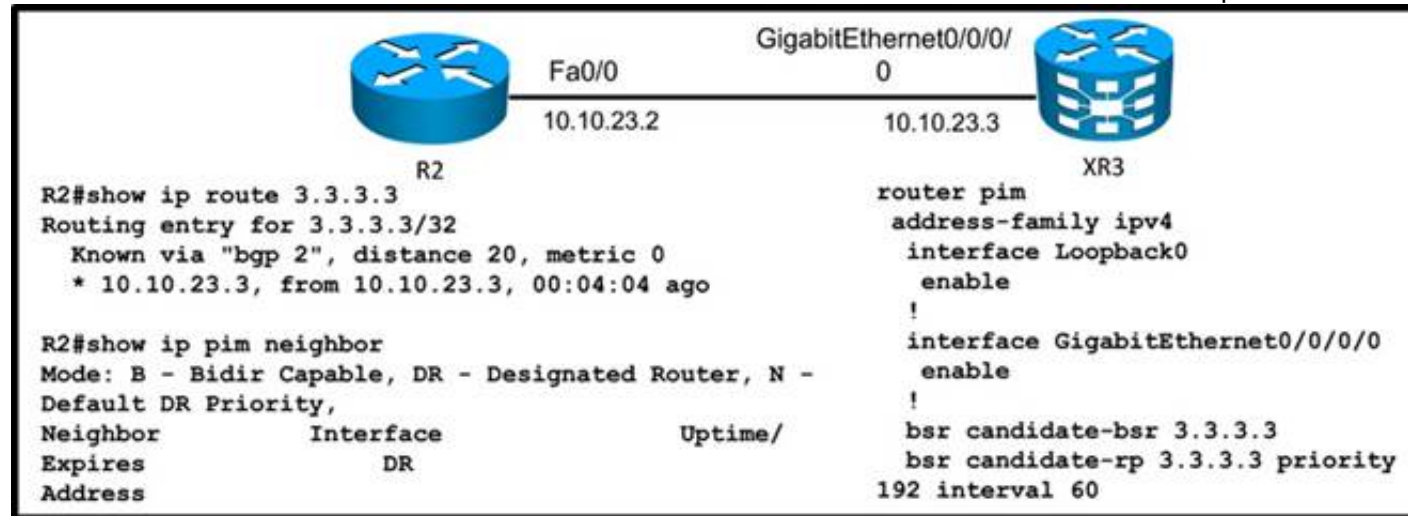 GigabitEthernet0/0/0/
0
Fa0/0
10.10.23.2
10.10.23.3
R2
XR3
R2#show ip route 3.3.3.3
Routing entry for 3.3.3.3/32
Known via "bgp 2", distance 20, metric 0
* 10.10.23.3, from 10.10.23.3, 00:04:04 ago
R2#show ip pim neighbor
Mode: B - Bidir Capable, DR - Designated Router, N -
Default DR Priority,
Neighbor Interface Uptime/
Expires DR
Address
router pim
address-family ipv4
interface Loopback0
enable
!
interface GigabitEthernet0/0/0/0
enable
!
bsr candidate-bsr 3.3.3.3
bsr candidate-rp 3.3.3.3 priority
192 interval 60